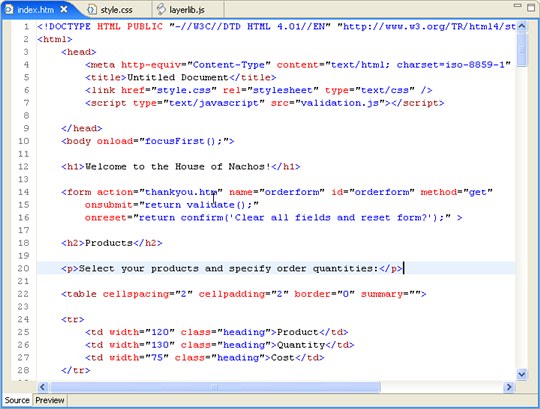 index.htm style.css layerlib.js
1 <!DOCTYPE HTML PUBLIC "-//W3C//DTD HTML 4.01//EN" "http://www.w3.org/TR/html4/st
2 <html>
3 <head>
4 <meta http-equiv="Content-Type" content="text/html; charset=iso-8859-1"
5 <title>Untitled Document</title>
6 <link href="style.css" rel="stylesheet" type="text/css" />
7 <script type="text/javascript" src="validation.js"></script>
8
9 </head>
10 <body onload="focusFirst();">
11
12 <h1>Welcome to the House of Nachos!</h1>
13
14 <form action="thankyou.htm" name="orderform" id="orderform" method="get"
15 onsubmit="return validate();"
16 onreset="return confirm('Clear all fields and reset form?');" >
17
18 <h2>Products</h2>
19
20 <p>Select your products and specify order quantities:</p>
21
22 <table cellspacing="2" cellpadding="2" border="0" summary="">
23
24 <tr>
25 <td width="120" class="heading">Product</td>
26 <td width="130" class="heading">Quantity</td>
27 <td width="75" class="heading">Cost</td>
28 </tr>
Source Preview